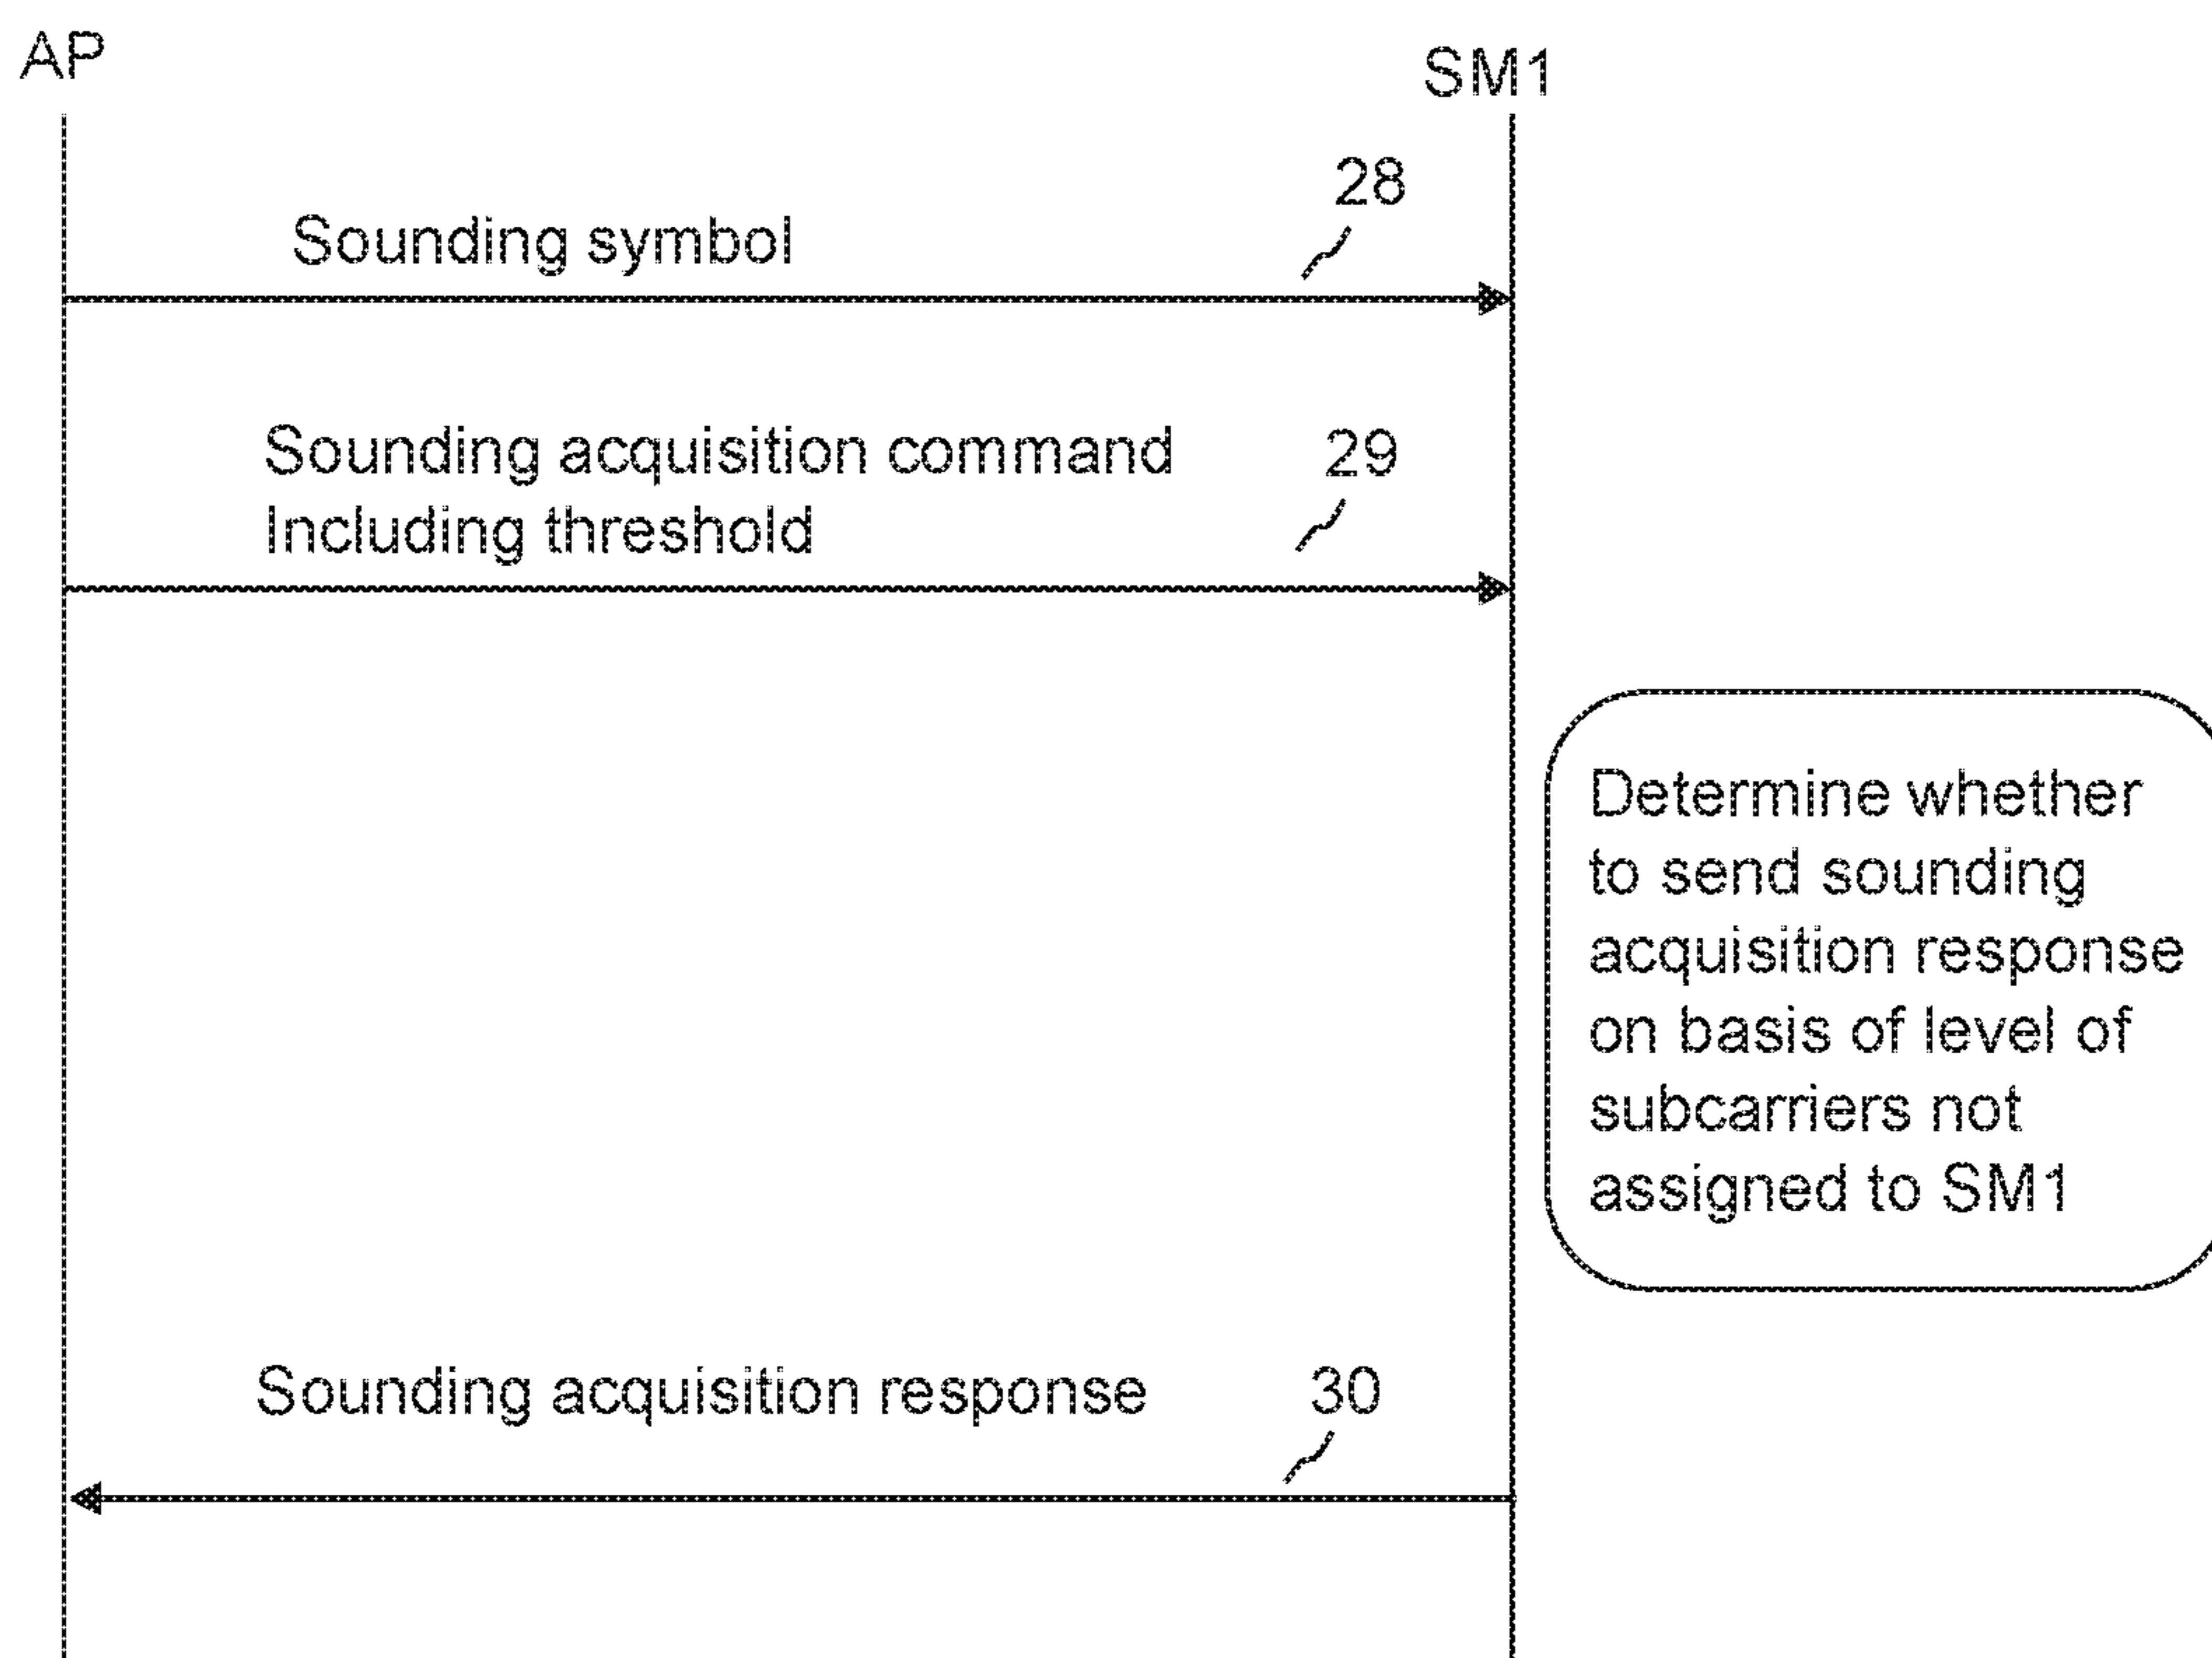 AP
SM1
28
Sounding symbol
Sounding acquisition command
29
Including threshold
Determine whether
to send sounding
acquisition response
on basis of level of
subcarriers not
assigned to SM1
Sounding acquisition response
30